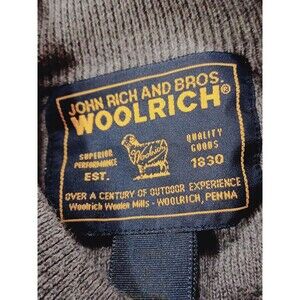 JOHN RICH AND BROS.
WOOLRICH®
SUPERIOR PERFORMANCE
Woolrich
QUALITY GOODS
EST.
1830
OVER A CENTURY OF OUTDOOR EXPERIENCE
Woolrich Woolen Mills - WOOLRICH, PENNA